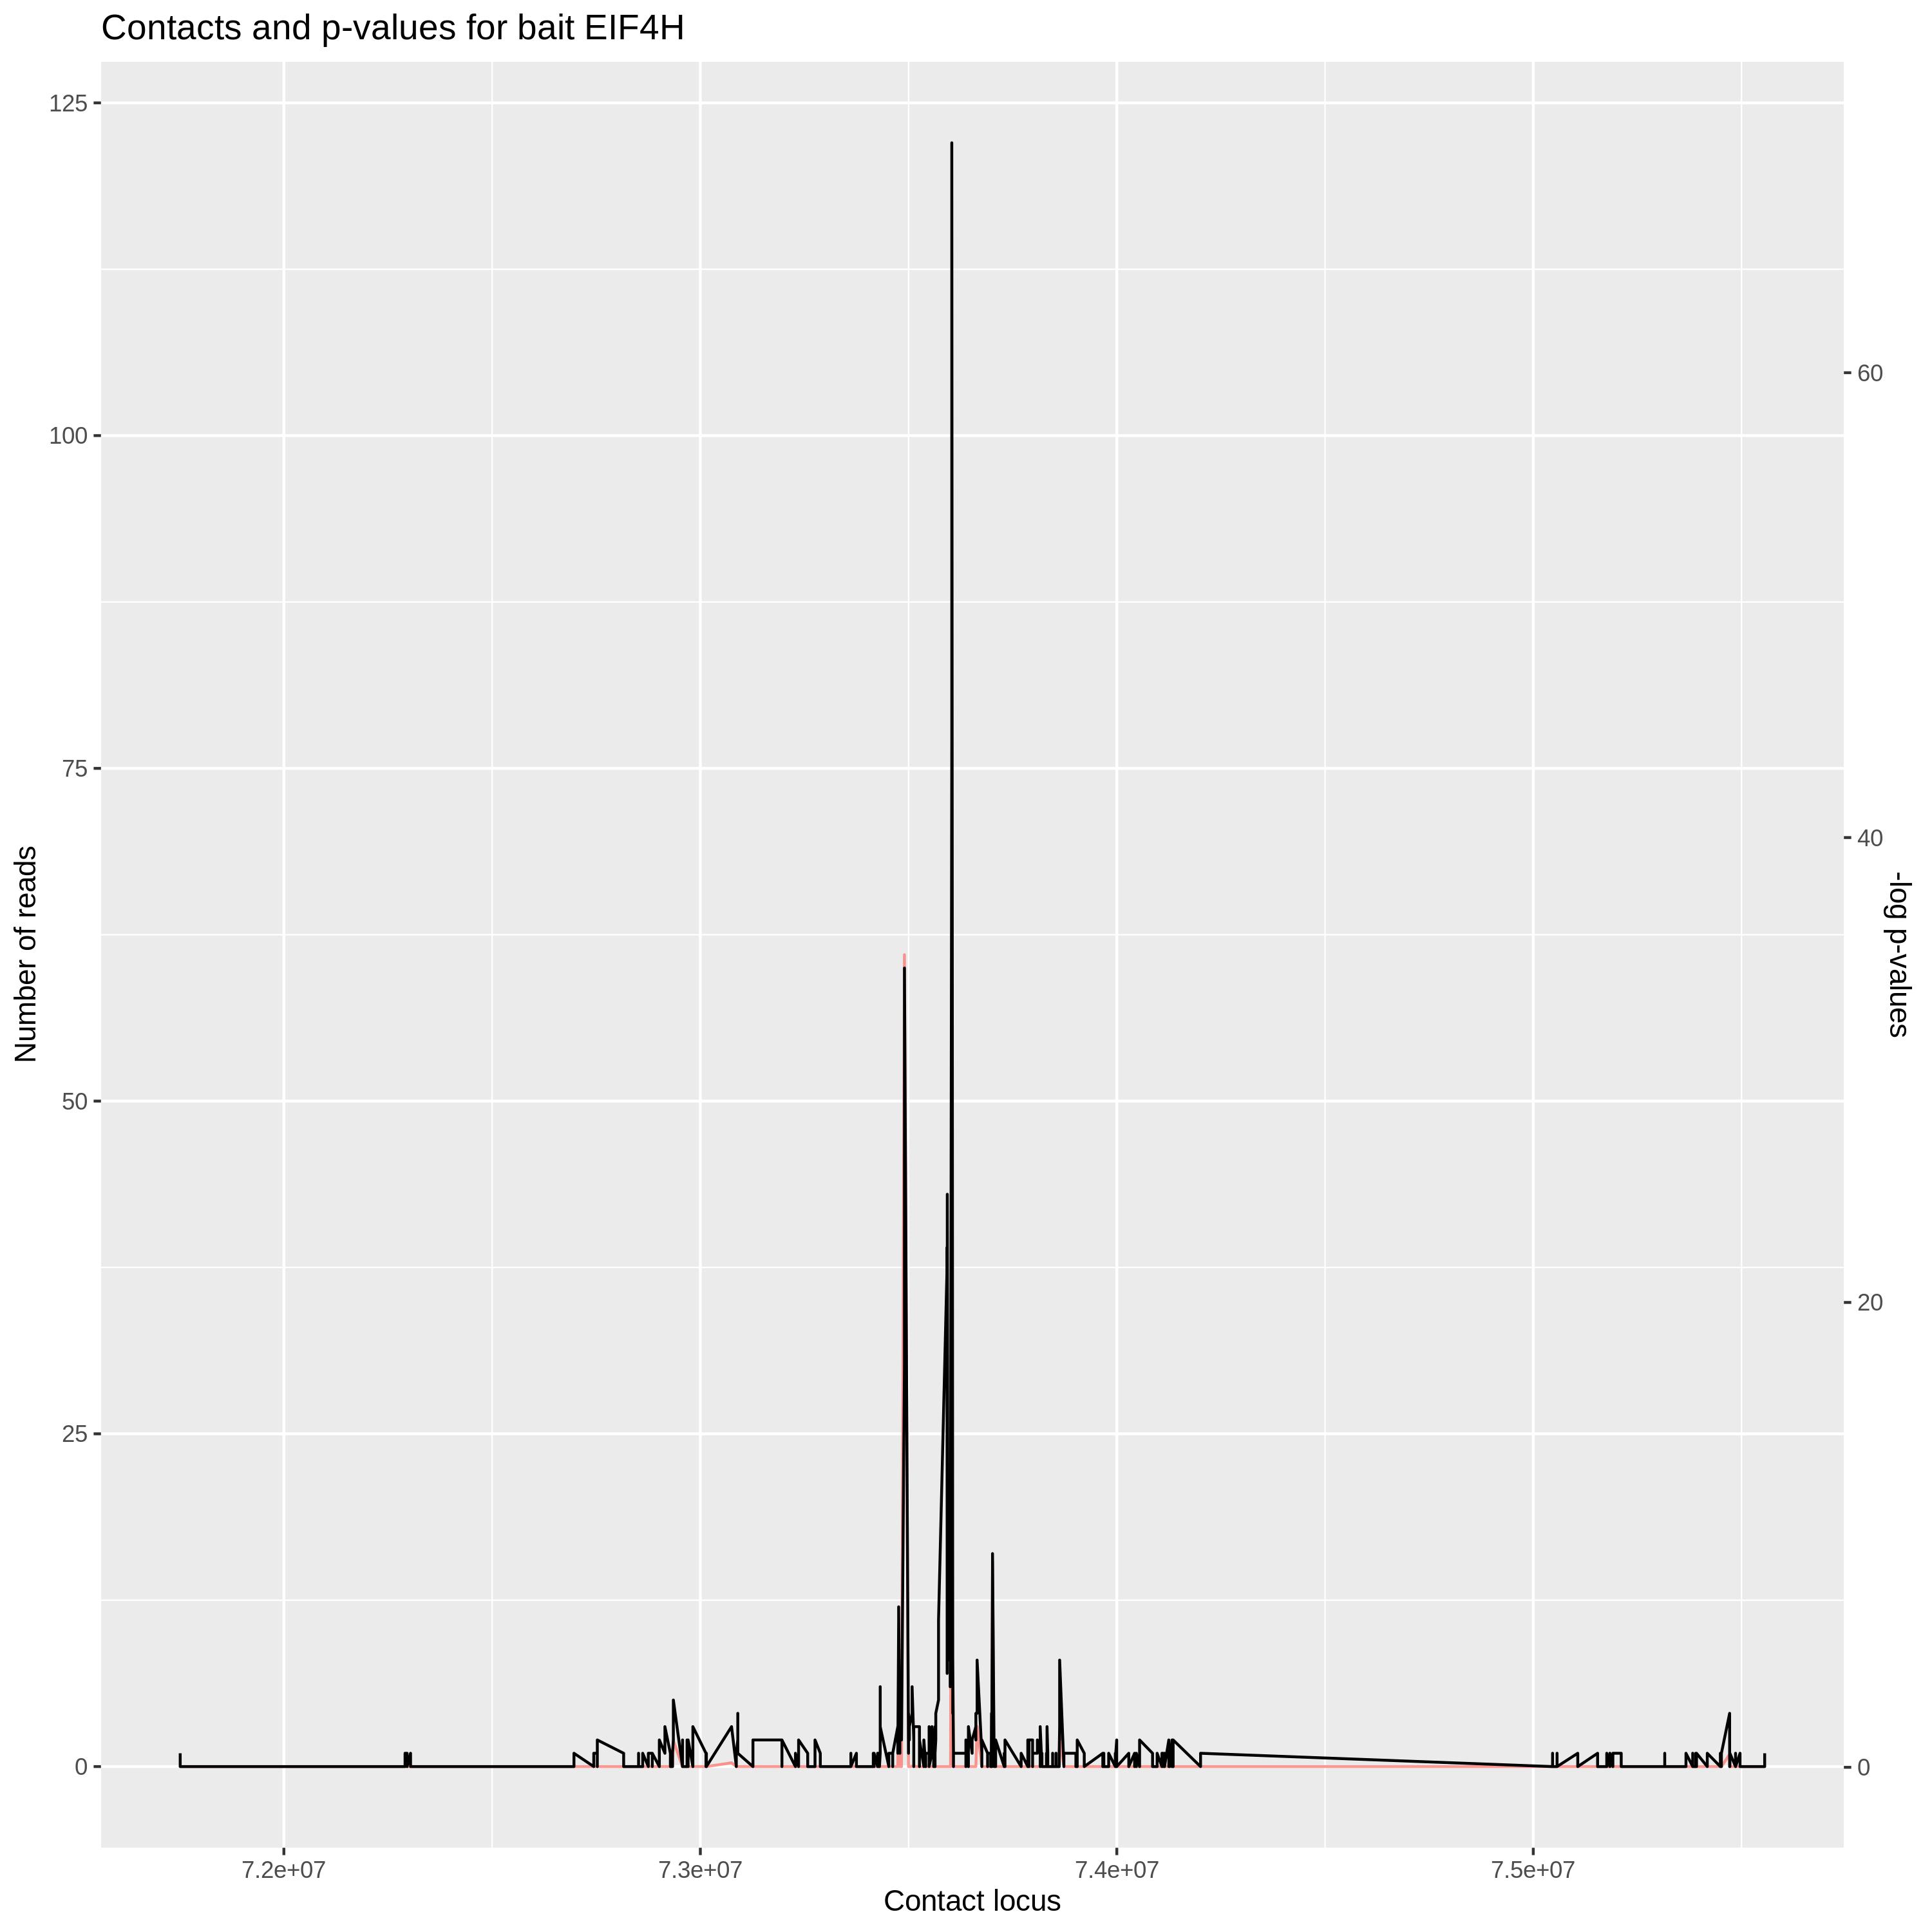 Contacts and p-values for bait EIF4H
125
100
75
50
25
0
Number of reads
60
40
20
0
-log p-values
7.2e+07
7.3e+07
7.4e+07
7.5e+07
Contact locus